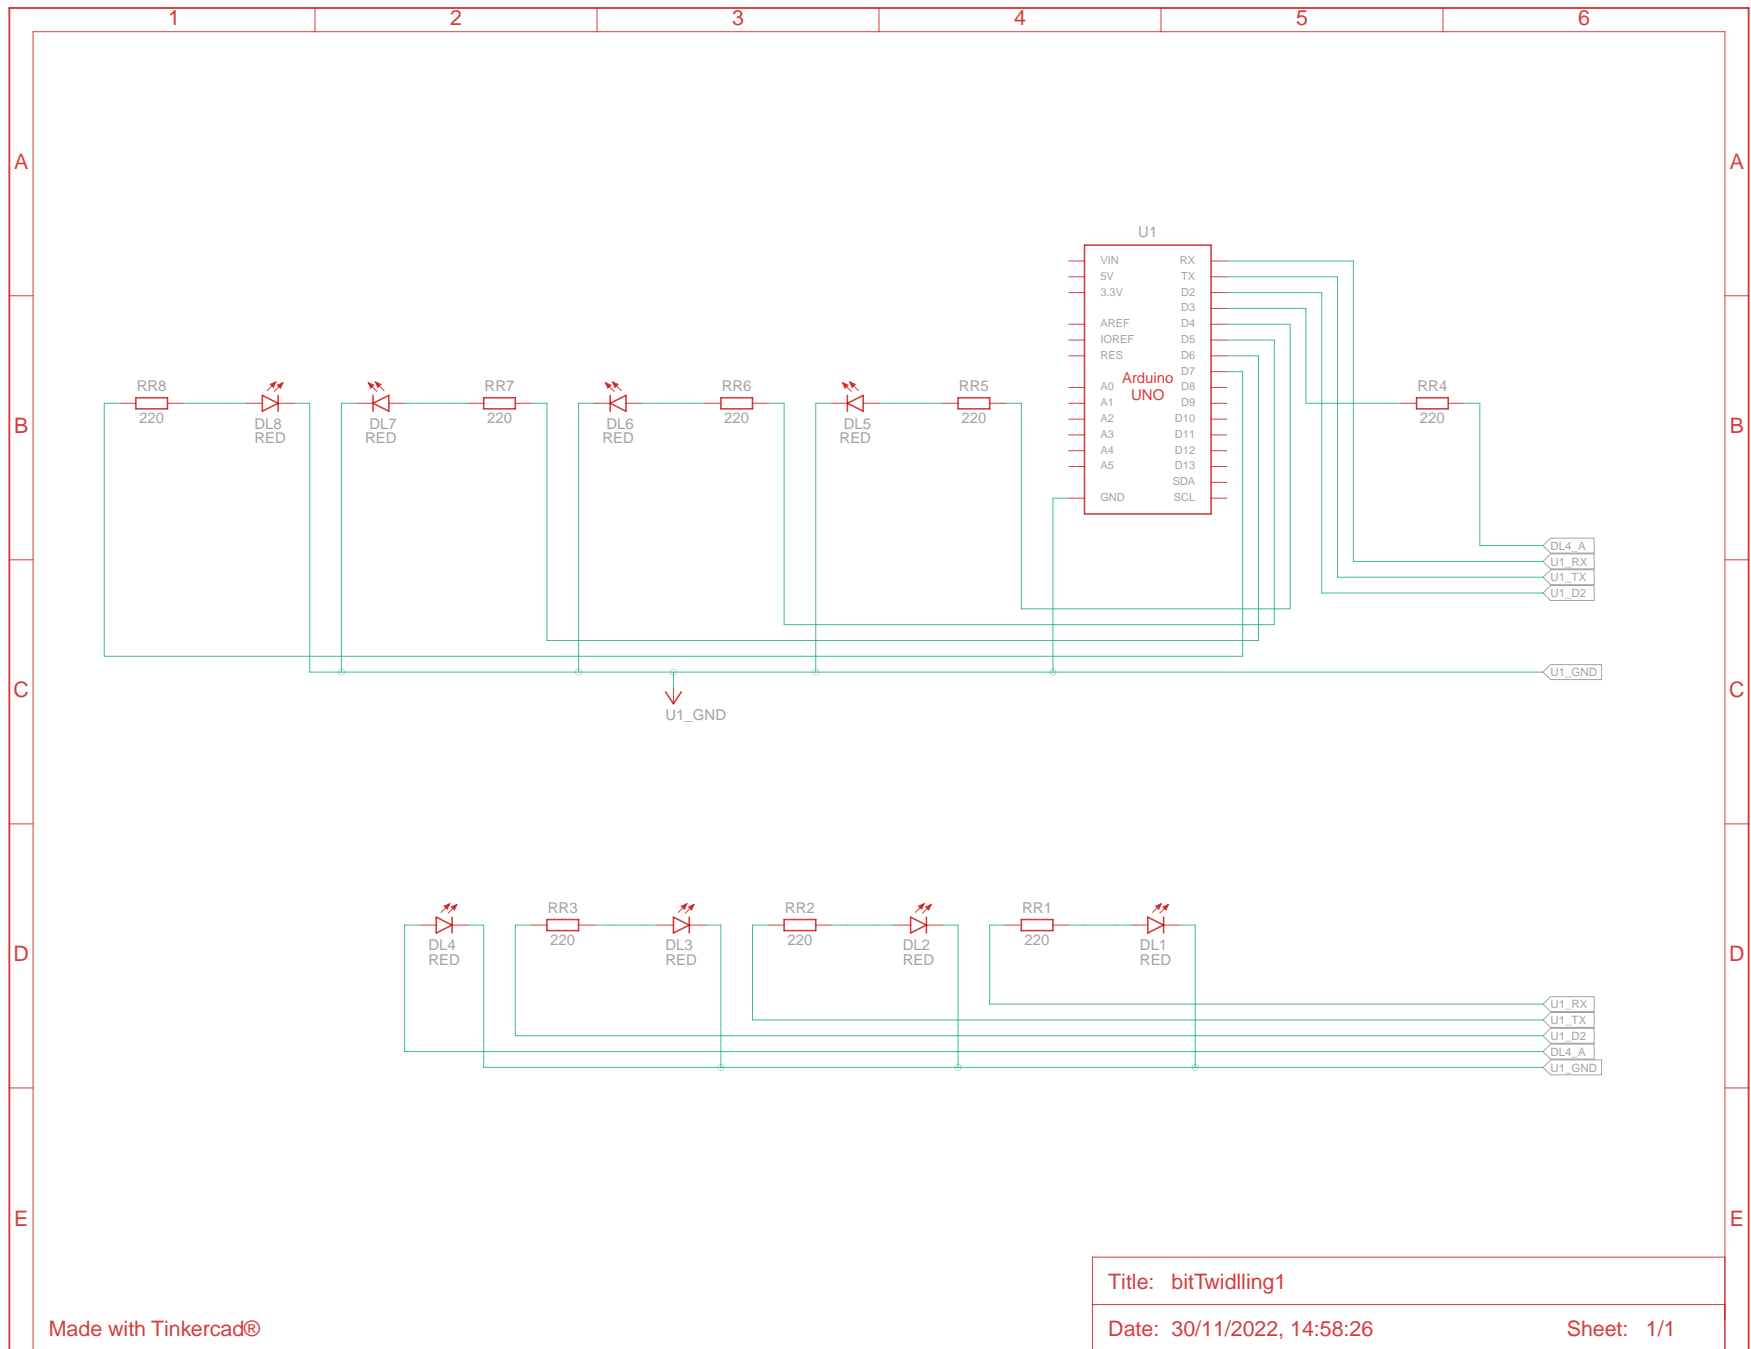 1 2 3 4 5 6
A A
U1
VIN RX
5V TX
3.3V D2
D3
AREF D4
IOREF D5
RES D6
D7
Arduino
UNO
A0 D8
A1 D9
A2 D10
A3 D11
A4 D12
A5 D13
SDA
GND SCL
RR8 RR7 RR6 RR5 RR4
220 220 220 220 220
DL8 DL7 DL6 DL5
RED RED RED RED
B B
DL4_A
U1_RX
U1_TX
U1_D2
U1_GND
C C
U1_GND
RR3 RR2 RR1
220 220 220
DL4 DL3 DL2 DL1
RED RED RED RED
D D
U1_RX
U1_TX
U1_D2
DL4_A
U1_GND
E E
Title: bitTwidlling1
Made with Tinkercad®
Date: 30/11/2022, 14:58:26 Sheet: 1/1